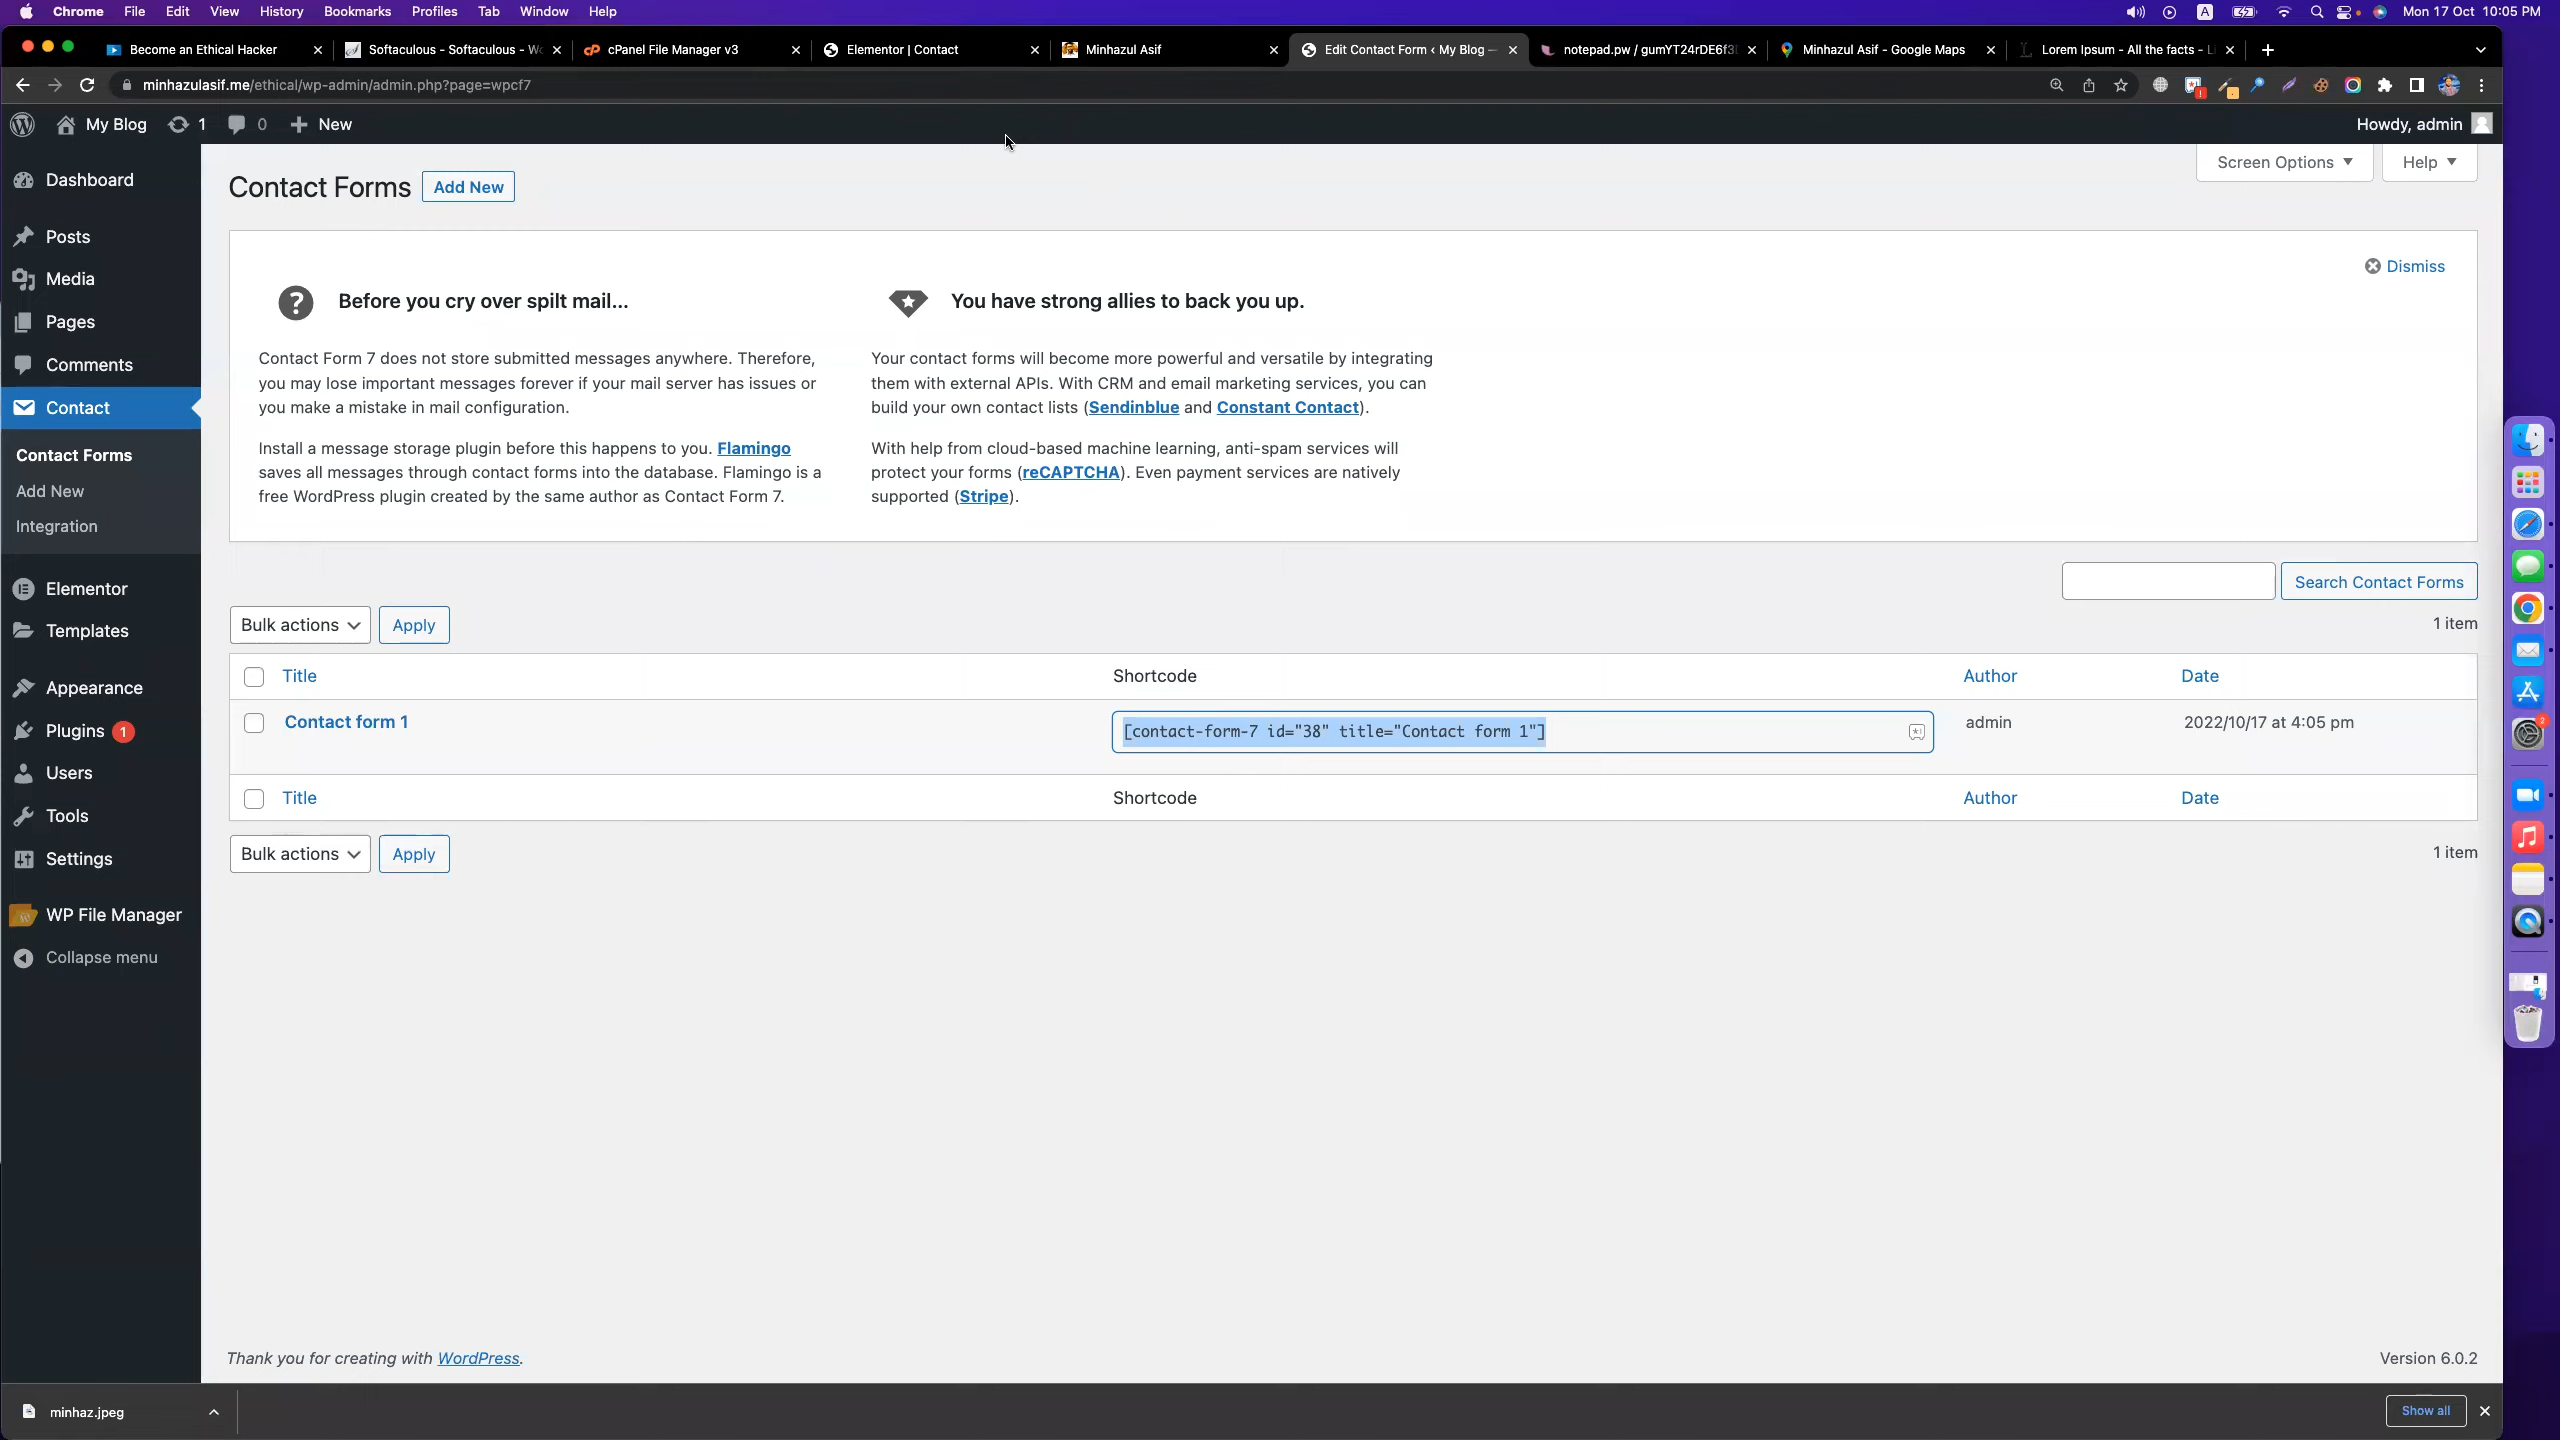 Chrome File Edit View History Bookmarks Profiles Tab Window Help
A
Mon 17 Oct 10:05 PM
Become an Ethical Hacker
Softaculous - Softaculous - Wo
cPanel File Manager v3
Elementor | Contact
Minhazul Asif
Edit Contact Form ‹ My Blog —
notepad.pw / gumYT24rDE6f3
Minhazul Asif - Google Maps
Lorem Ipsum - All the facts - Li
minhazulasif.me/ethical/wp-admin/admin.php?page=wpcf7
My Blog
1
0
New
Howdy, admin
Dashboard
Posts
Media
Pages
Comments
Contact
Contact Forms
Add New
Integration
Elementor
Templates
Appearance
Plugins 1
Users
Tools
Settings
WP File Manager
Collapse menu
Contact Forms
Add New
Screen Options
Help
Dismiss
Before you cry over spilt mail...
Contact Form 7 does not store submitted messages anywhere. Therefore,
you may lose important messages forever if your mail server has issues or
you make a mistake in mail configuration.
Install a message storage plugin before this happens to you. Flamingo
saves all messages through contact forms into the database. Flamingo is a
free WordPress plugin created by the same author as Contact Form 7.
You have strong allies to back you up.
Your contact forms will become more powerful and versatile by integrating
them with external APIs. With CRM and email marketing services, you can
build your own contact lists (Sendinblue and Constant Contact).
With help from cloud-based machine learning, anti-spam services will
protect your forms (reCAPTCHA). Even payment services are natively
supported (Stripe).
Search Contact Forms
Bulk actions
Apply
1 item
Title Shortcode Author Date
Contact form 1 [contact-form-7 id="38" title="Contact form 1"] admin 2022/10/17 at 4:05 pm
Title Shortcode Author Date
Bulk actions
Apply
1 item
Thank you for creating with WordPress.
Version 6.0.2
minhaz.jpeg
Show all
2